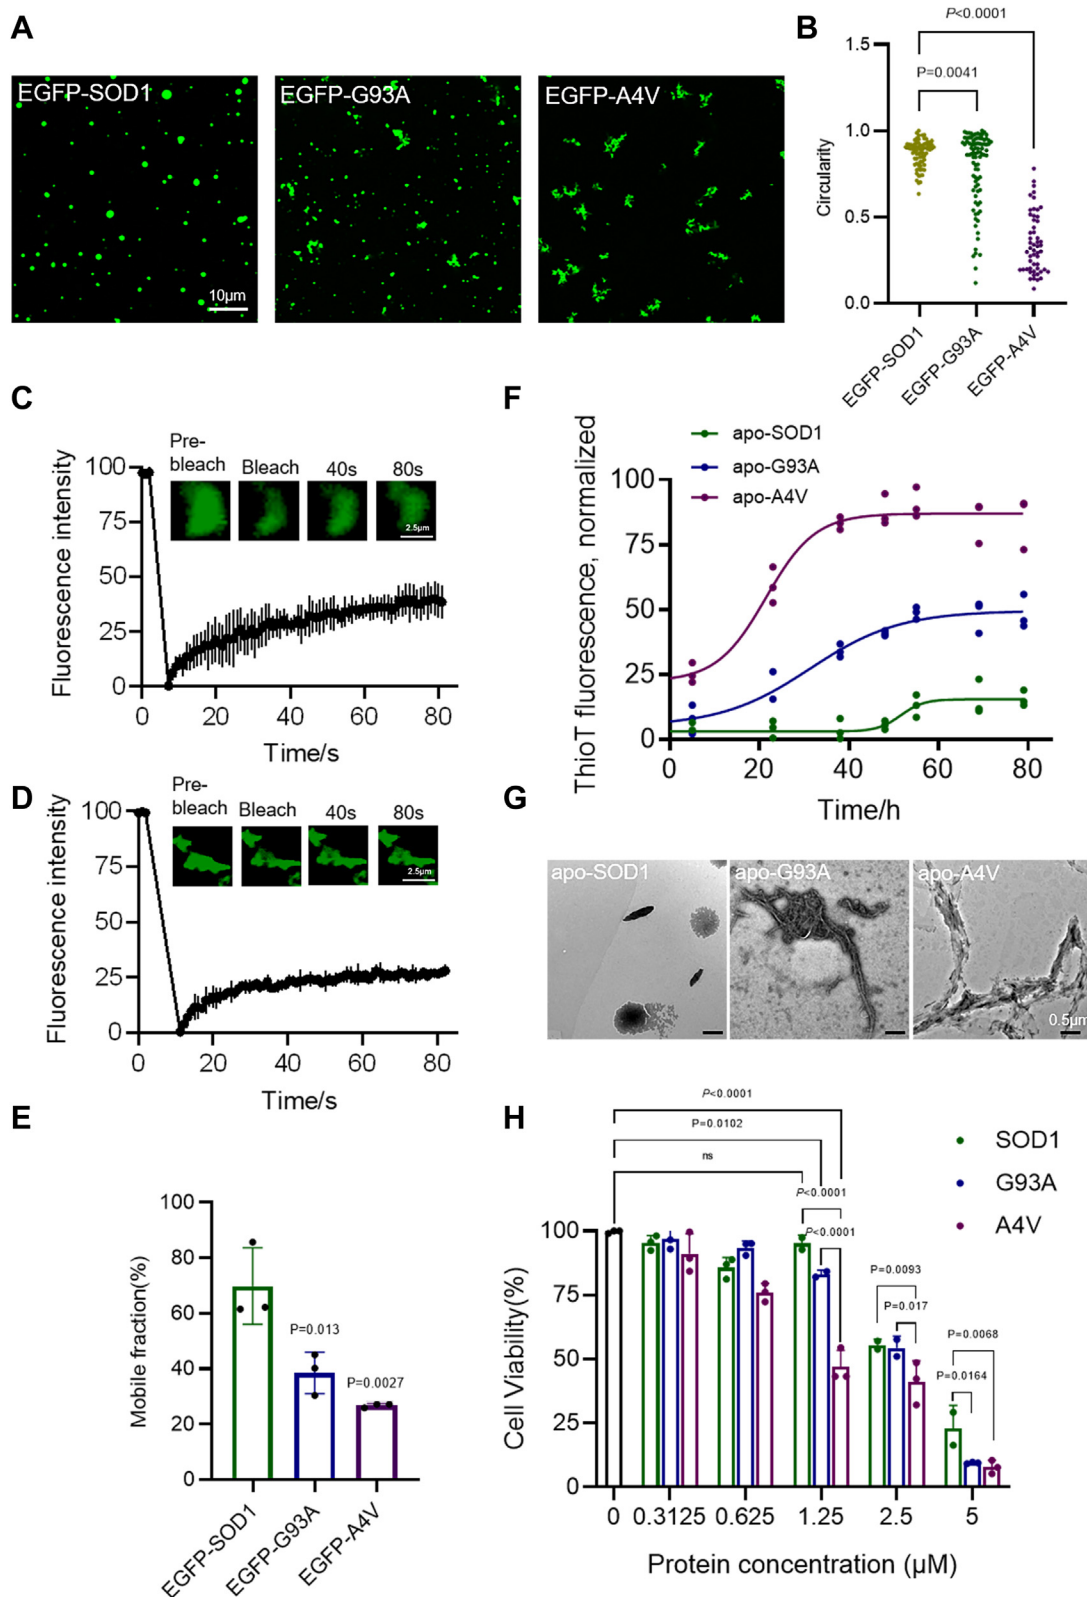 A
EGFP-SOD1
EGFP-G93A
EGFP-A4V
10µm
B
P<0.0001
P=0.0041
1.5
1.0
0.5
0.0
Circularity
EGFP-SOD1
EGFP-G93A
EGFP-A4V
C
Pre-
bleach
Bleach
40s
80s
2.5µm
100
75
50
25
0
Fluorescence intensity
0
20
40
60
80
Time/s
D
Pre-
bleach
Bleach
40s
80s
2.5µm
100
75
50
25
0
Fluorescence intensity
0
20
40
60
80
Time/s
E
100
80
60
40
20
0
Mobile fraction(%)
P=0.013
P=0.0027
EGFP-SOD1
EGFP-G93A
EGFP-A4V
F
apo-SOD1
apo-G93A
apo-A4V
100
75
50
25
0
ThioT fluorescence, normalized
0
20
40
60
80
Time/h
G
apo-SOD1
apo-G93A
apo-A4V
0.5µm
H
P<0.0001
P=0.0102
ns
P<0.0001
P<0.0001
P=0.0093
P=0.017
P=0.0068
P=0.0164
SOD1
G93A
A4V
100
75
50
25
0
Cell Viability(%)
0
0.3125
0.625
1.25
2.5
5
Protein concentration (µM)